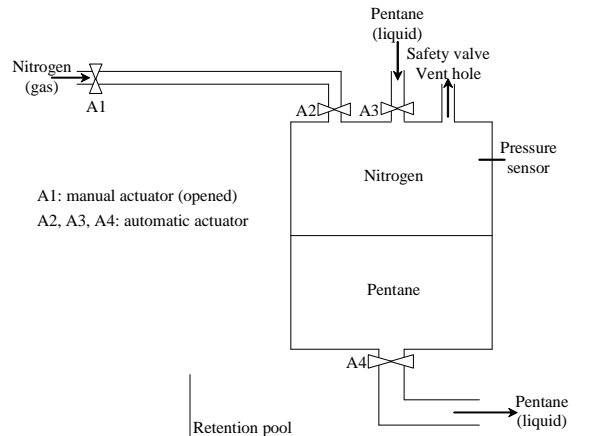 Pentane
(liquid)
Safety valve
Vent hole
Nitrogen
(gas)
A1
A2
A3
Pressure
sensor
Nitrogen
A1: manual actuator (opened)
A2, A3, A4: automatic actuator
Pentane
A4
Pentane
(liquid)
Retention pool